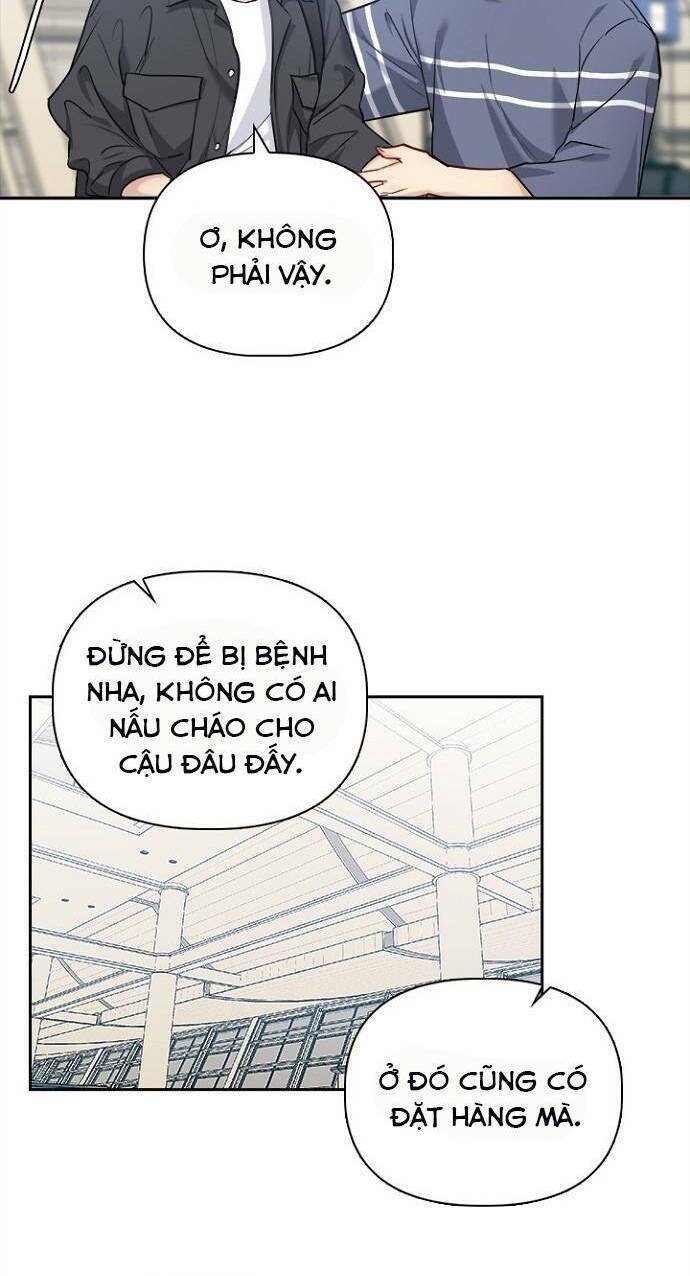 Ơ, KHÔNG
PHẢI VẬY.
ĐỪNG ĐỂ BỊ BỆNH
NHA, KHÔNG CÓ AI
NẤU CHÁO CHO
CẬU ĐÂU ĐẤY.
Ở ĐÓ CŨNG CÓ
ĐẶT HÀNG MÀ.